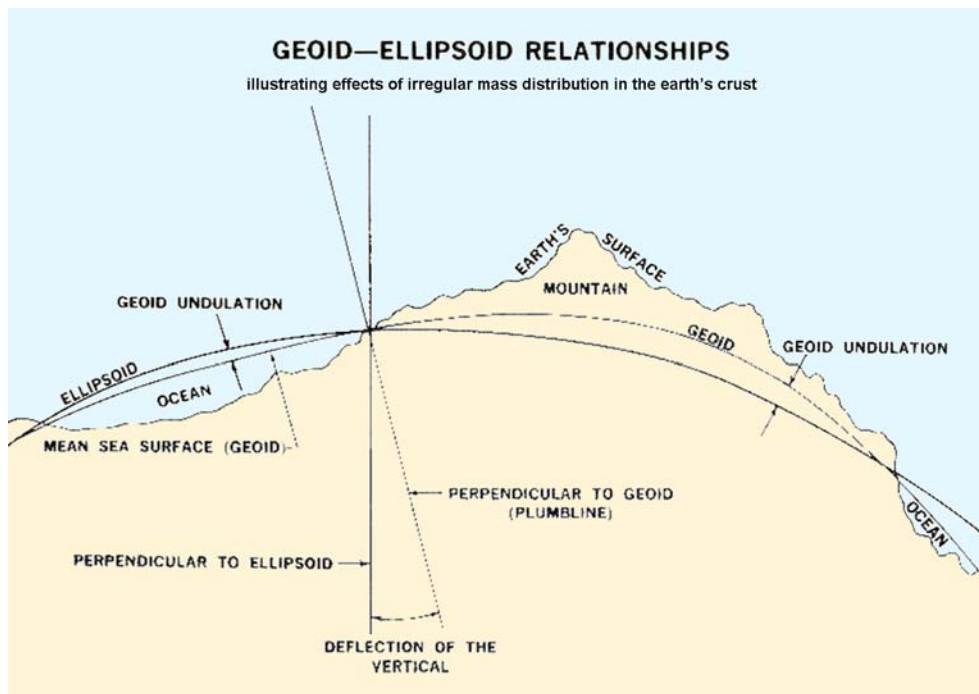 GEOID—ELLIPSOID RELATIONSHIPS
illustrating effects of irregular mass distribution in the earth's crust
EARTH'S
SURFACE
MOUNTAIN
GEOID UNDULATION
GEOID
GEOID UNDULATION
ELLIPSOID
OCEAN
MEAN SEA SURFACE (GEOID)
PERPENDICULAR TO GEOID
(PLUMBLINE)
OCEAN
PERPENDICULAR TO ELLIPSOID
DEFLECTION OF THE
VERTICAL